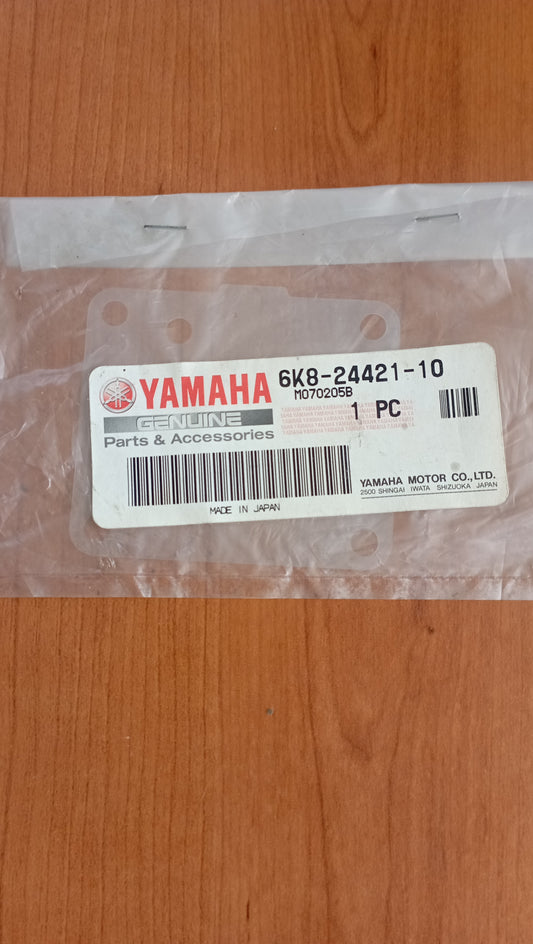 YAMAHA
GENUINE
Parts & Accessories
6K8-24421-10
M070205B
1 PC
YAMAHA MOTOR CO.,LTD.
2500 SHINGAI IWATA SHIZUOKA JAPAN
MADE IN JAPAN